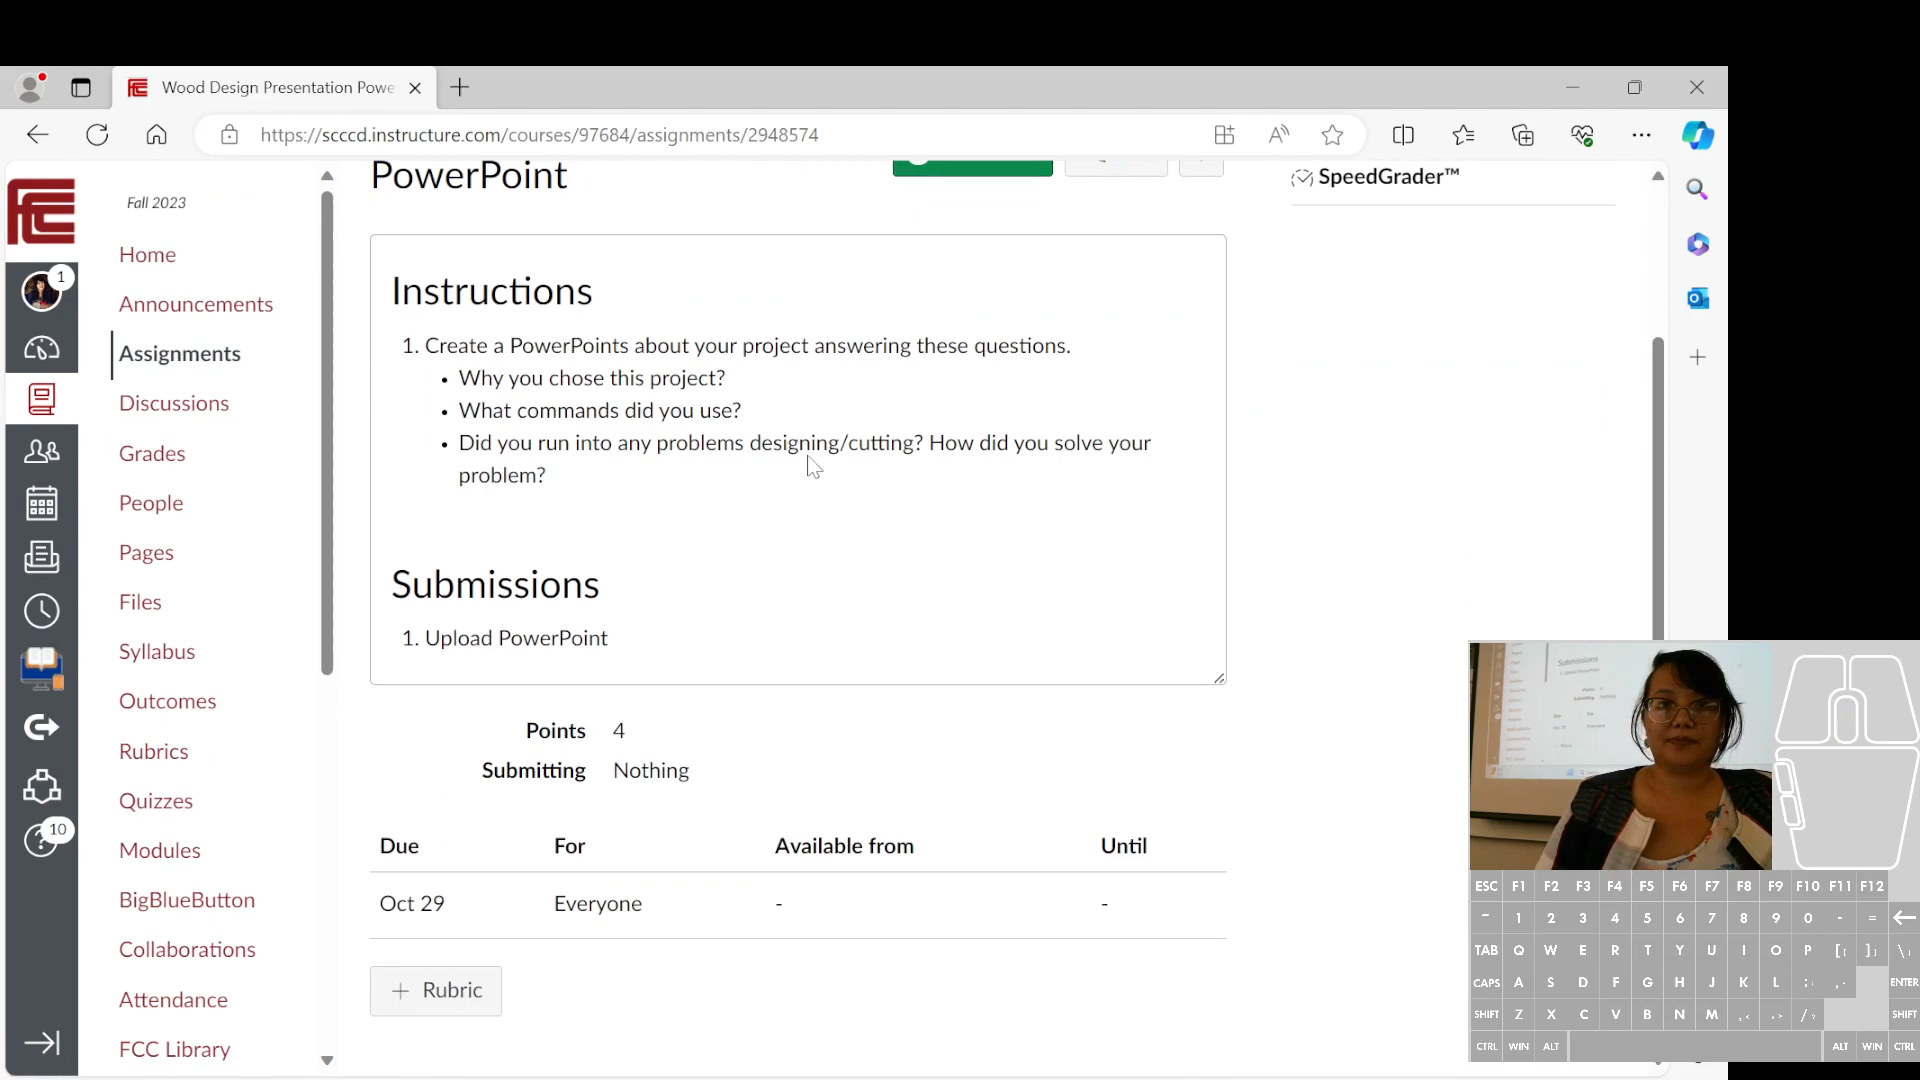 Wood Design Presentation Powe
https://scccd.instructure.com/courses/97684/assignments/2948574
PowerPoint
SpeedGrader™
Fall 2023
Home
Announcements
Assignments
Discussions
Grades
People
Pages
Files
Syllabus
Outcomes
Rubrics
Quizzes
Modules
BigBlueButton
Collaborations
Attendance
FCC Library
1
10
Instructions
1. Create a PowerPoints about your project answering these questions.
• Why you chose this project?
• What commands did you use?
• Did you run into any problems designing/cutting? How did you solve your
problem?
Submissions
1. Upload PowerPoint
Points 4
Submitting Nothing
Due For Available from Until
Oct 29 Everyone - -
+ Rubric
Submissions
ESC F1 F2 F3 F4 F5 F6 F7 F8 F9 F10 F11 F12
~ 1 2 3 4 5 6 7 8 9 0 - =
TAB Q W E R T Y U I O P [ ] \
CAPS A S D F G H J K L ; ENTER
SHIFT Z X C V B N M , . / SHIFT
CTRL WIN ALT ALT WIN CTRL